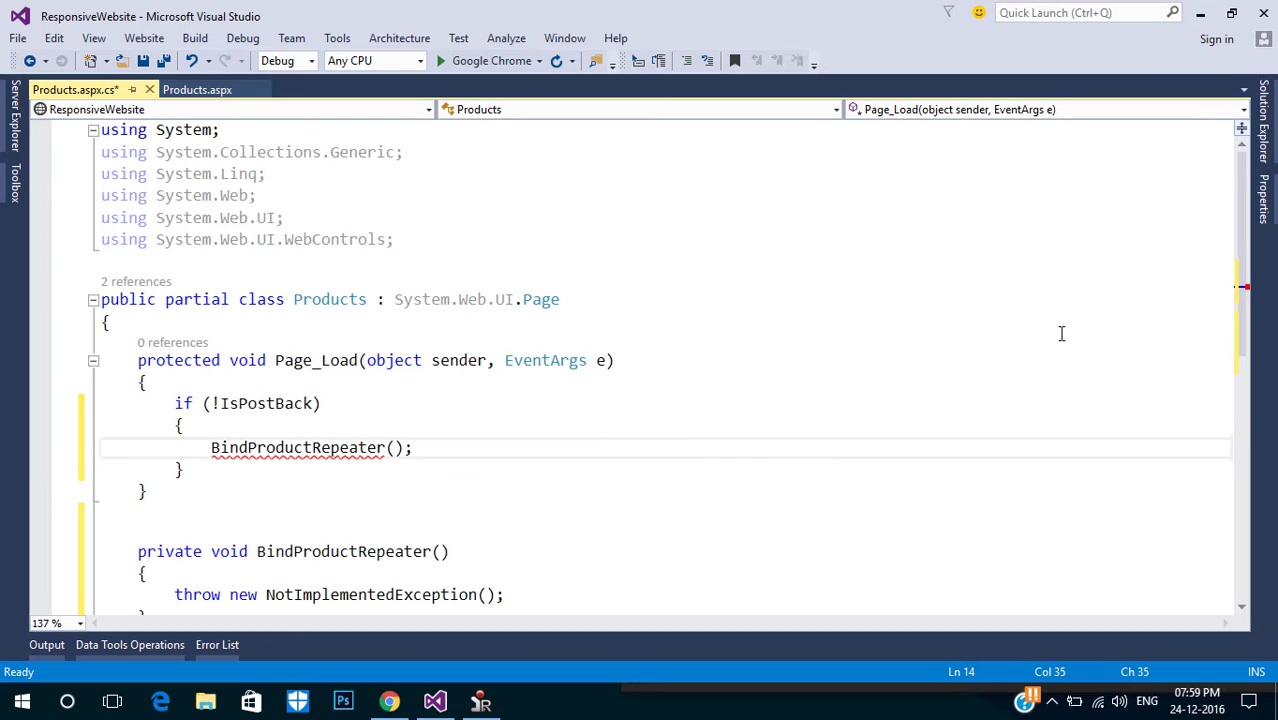 ResponsiveWebsite - Microsoft Visual Studio
Quick Launch (Ctrl+Q)
File Edit View Website Build Debug Team Tools Architecture Test Analyze Window Help
Sign in
Debug Any CPU Google Chrome
Products.aspx.cs* Products.aspx
ResponsiveWebsite Products Page_Load(object sender, EventArgs e)
Server Explorer
Toolbox
Solution Explorer
Properties
using System;
using System.Collections.Generic;
using System.Linq;
using System.Web;
using System.Web.UI;
using System.Web.UI.WebControls;
2 references
public partial class Products : System.Web.UI.Page
{
0 references
protected void Page_Load(object sender, EventArgs e)
{
if (!IsPostBack)
{
BindProductRepeater();
}
}
private void BindProductRepeater()
{
throw new NotImplementedException();
137 %
Output Data Tools Operations Error List
Ready Ln 14 Col 35 Ch 35 INS
ENG
07:59 PM
24-12-2016